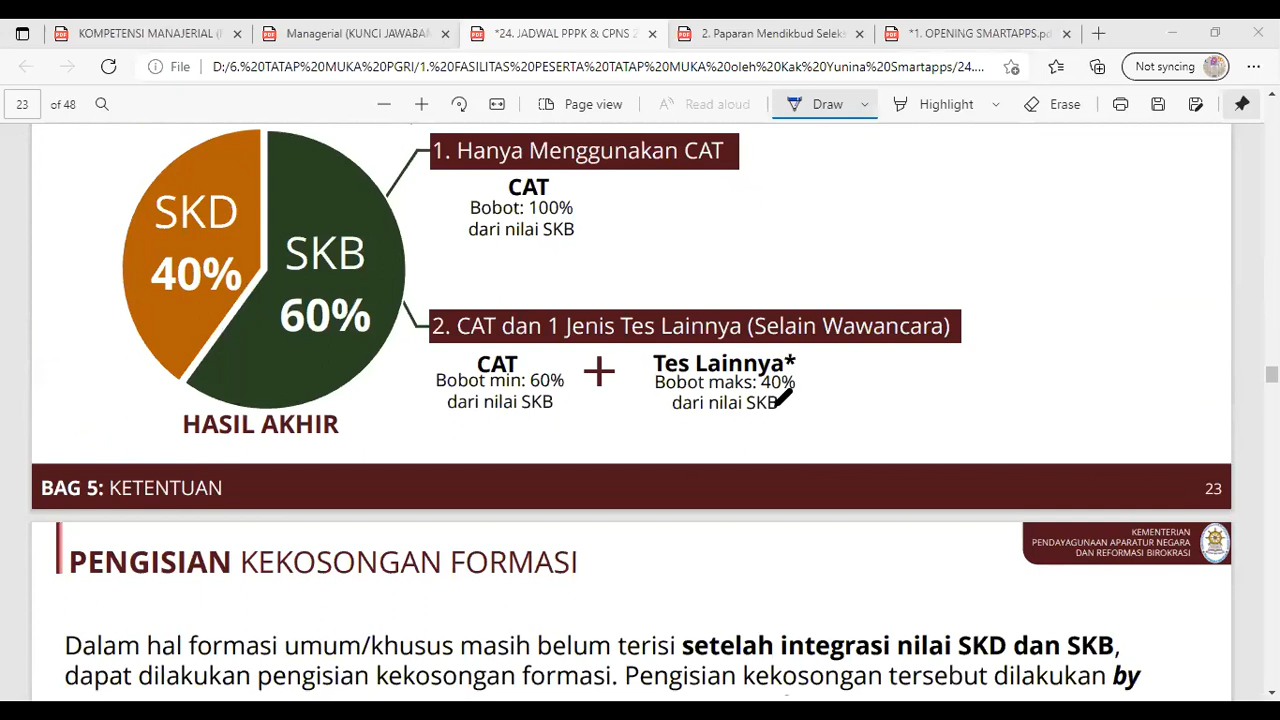 KOMPETENSI MANAJERIAL (
Managerial (KUNCI JAWABAN
*24. JADWAL PPPK & CPNS 2
2. Paparan Mendikbud Seleks
*1. OPENING SMARTAPPS.pdf
File
D:/6.%20TATAP%20MUKA%20PGRI/1.%20FASILITAS%20PESERTA%20TATAP%20MUKA%20oleh%20Kak%20Yunina%20Smartapps/24....
Not syncing
23 of 48
Page view
Read aloud
Draw
Highlight
Erase
1. Hanya Menggunakan CAT
CAT
Bobot: 100%
dari nilai SKB
SKD
40%
SKB
60%
HASIL AKHIR
2. CAT dan 1 Jenis Tes Lainnya (Selain Wawancara)
CAT
Bobot min: 60%
dari nilai SKB
+
Tes Lainnya*
Bobot maks: 40%
dari nilai SKB
BAG 5: KETENTUAN
23
PENGISIAN KEKOSONGAN FORMASI
KEMENTERIAN
PENDAYAGUNAAN APARATUR NEGARA
DAN REFORMASI BIROKRASI
Dalam hal formasi umum/khusus masih belum terisi setelah integrasi nilai SKD dan SKB,
dapat dilakukan pengisian kekosongan formasi. Pengisian kekosongan tersebut dilakukan by